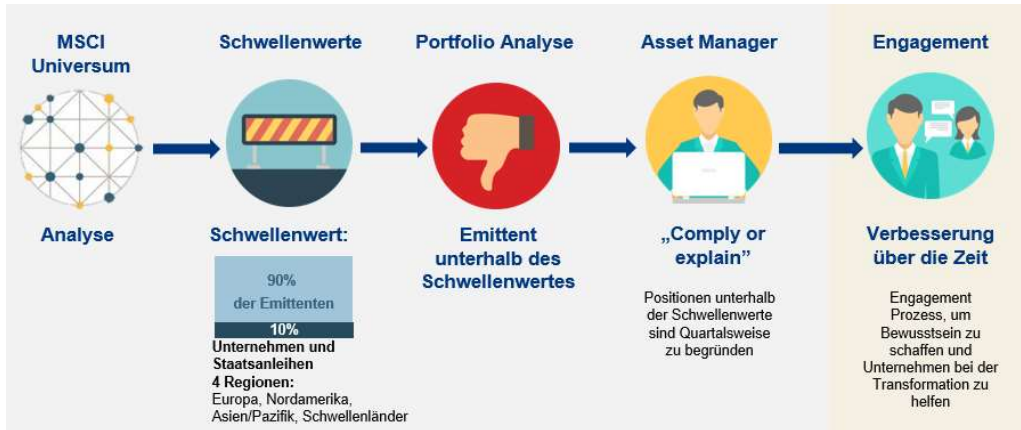 MSCI
Universum
Schwellenwerte
Portfolio Analyse
Asset Manager
Engagement
Analyse
Schwellenwert:
90%
der Emittenten
10%
Unternehmen und
Staatsanleihen
4 Regionen:
Europa, Nordamerika,
Asien/Pazifik, Schwellenländer
Emittent
unterhalb des
Schwellenwertes
„Comply or
explain”
Positionen unterhalb
der Schwellenwerte
sind Quartalsweise
zu begründen
Verbesserung
über die Zeit
Engagement
Prozess, um
Bewusstsein zu
schaffen und
Unternehmen bei der
Transformation zu
helfen